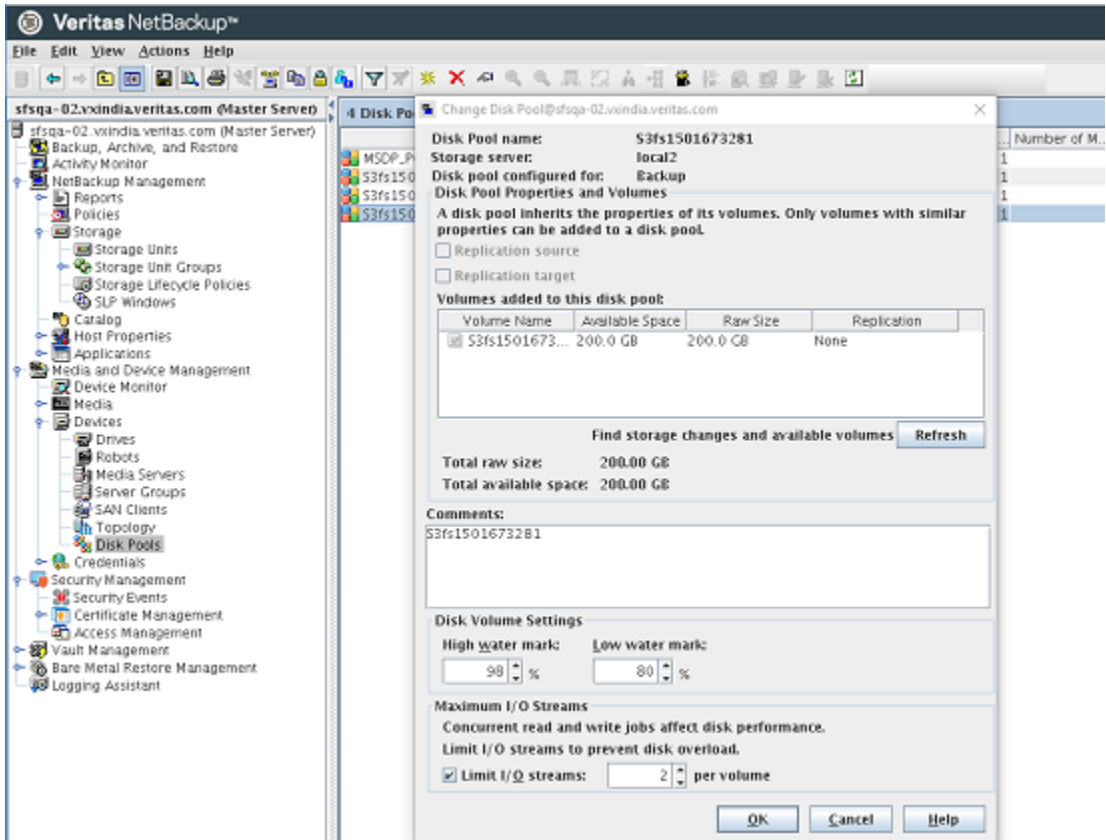 Veritas NetBackup™
File Edit View Actions Help
sfsqa-02.vxindia.veritas.com (Master Server)
sfsqa-02.vxindia.veritas.com (Master Server)
Backup, Archive, and Restore
Activity Monitor
NetBackup Management
Reports
Policies
Storage
Storage Units
Storage Unit Groups
Storage Lifecycle Policies
SLP Windows
Catalog
Host Properties
Applications
Media and Device Management
Device Monitor
Media
Devices
Drives
Robots
Media Servers
Server Groups
SAN Clients
Topology
Disk Pools
Credentials
Security Management
Security Events
Certificate Management
Access Management
Vault Management
Bare Metal Restore Management
Logging Assistant
4 Disk Po
MSDP_P
S3fs150
S3fs150
S3fs150
Change Disk Pool@sfsqa-02.vxindia.veritas.com
Disk Pool name: S3fs1501673281
Storage server: local2
Disk pool configured for: Backup
Disk Pool Properties and Volumes
A disk pool inherits the properties of its volumes. Only volumes with similar
properties can be added to a disk pool.
Replication source
Replication target
Volumes added to this disk pool:
Volume Name Available Space Raw Size Replication
S3fs1501673... 200.0 GB 200.0 GB None
Find storage changes and available volumes Refresh
Total raw size: 200.00 GB
Total available space: 200.00 GB
Comments:
S3fs1501673281
Disk Volume Settings
High water mark: Low water mark:
98 % 80 %
Maximum I/O Streams
Concurrent read and write jobs affect disk performance.
Limit I/O streams to prevent disk overload.
Limit I/O streams: 2 per volume
OK Cancel Help
... Number of M...
1
1
1
1